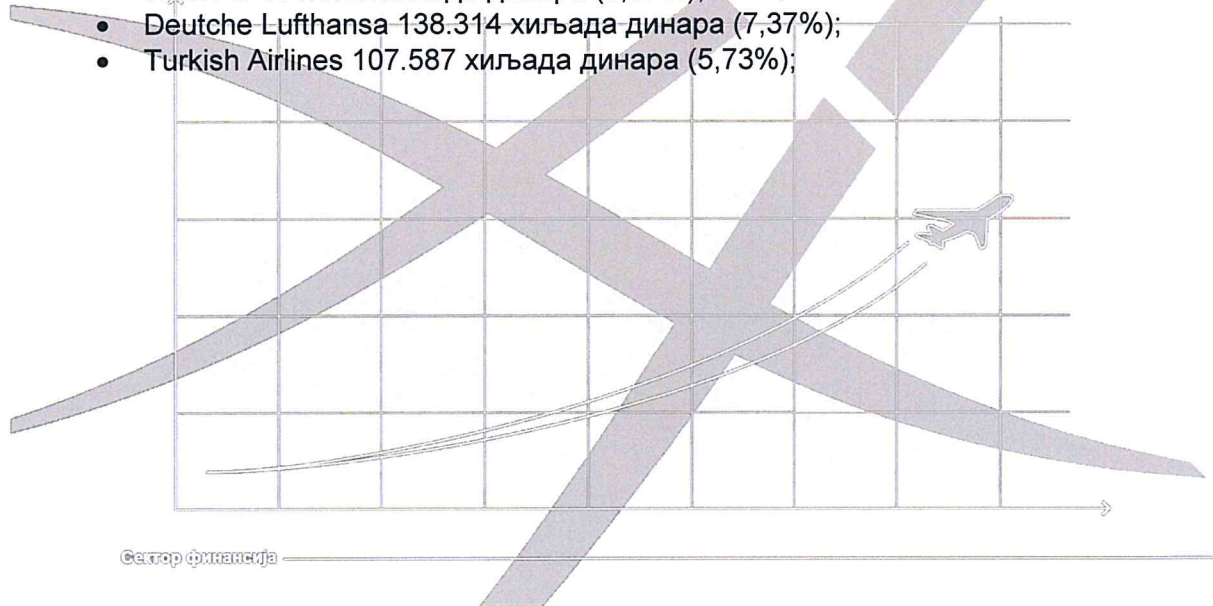 • Deutche Lufthansa 138.314 хиљада динара (7,37%);
• Turkish Airlines 107.587 хиљада динара (5,73%);
Сектор финансија